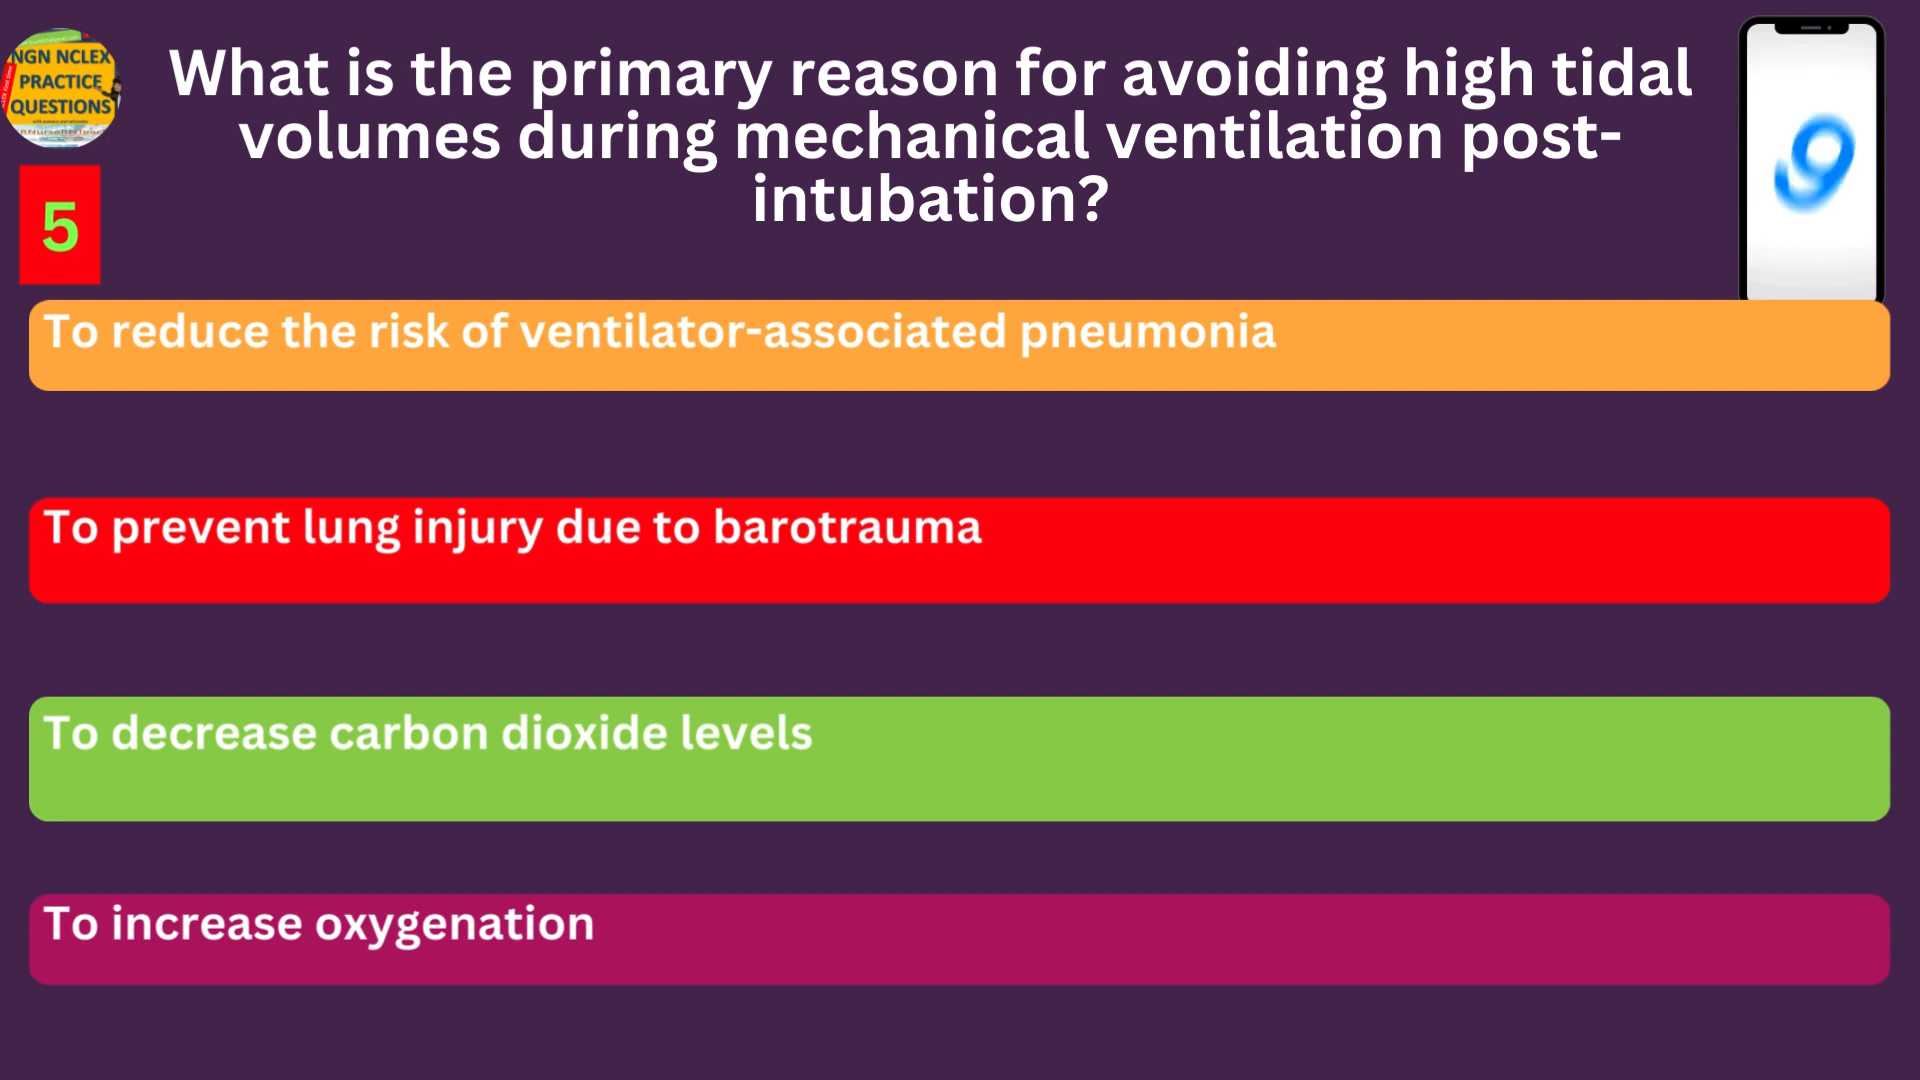 NGN NCLEX
PRACTICE
QUESTIONS
What is the primary reason for avoiding high tidal
volumes during mechanical ventilation post-
intubation?
5
9
To reduce the risk of ventilator-associated pneumonia
To prevent lung injury due to barotrauma
To decrease carbon dioxide levels
To increase oxygenation